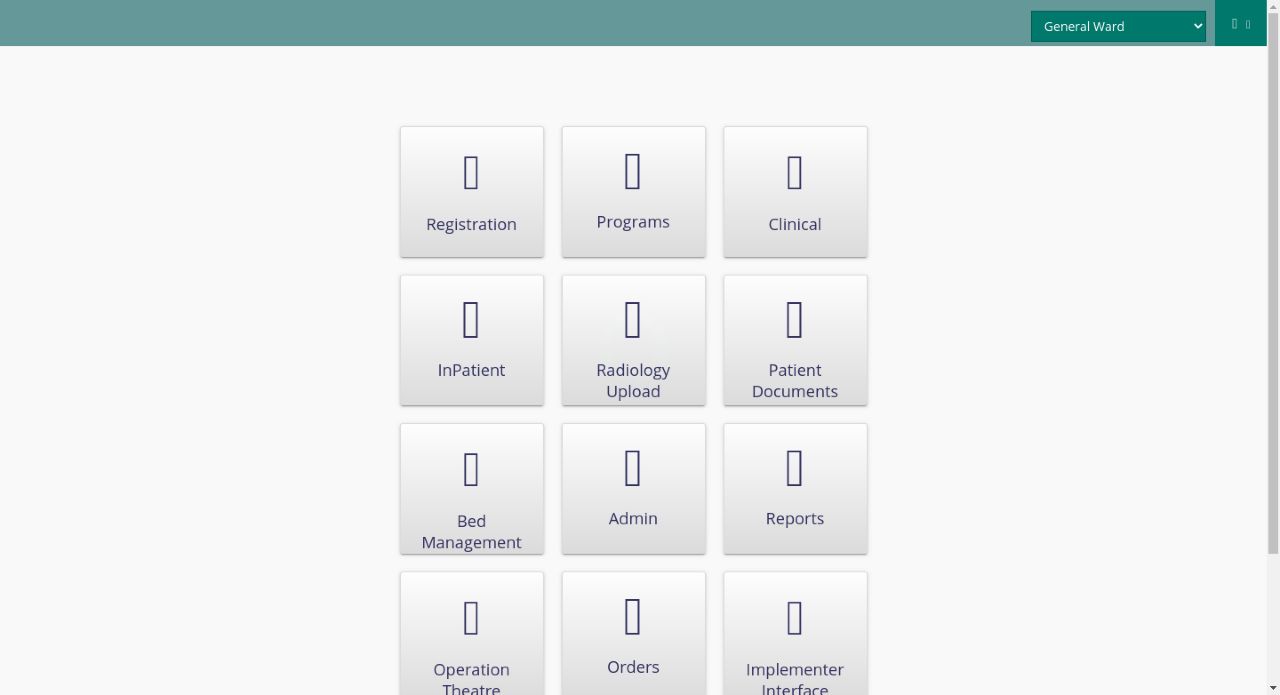 General Ward
Registration
Programs
Clinical
InPatient
Radiology
Upload
Patient
Documents
Bed
Management
Admin
Reports
Operation
Theatre
Orders
Implementer
Interface